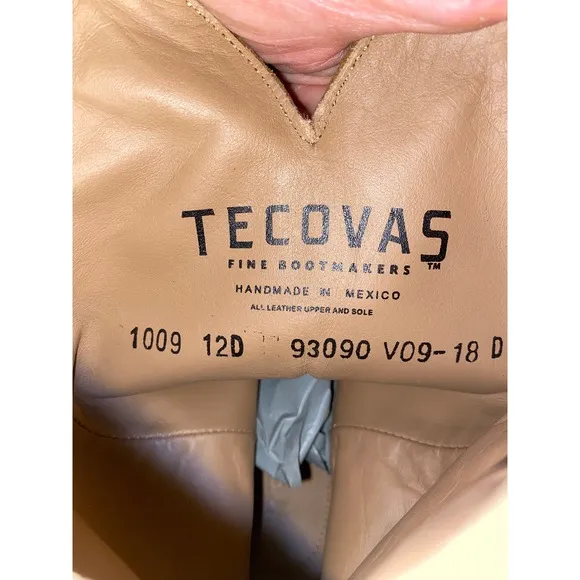 TECOVAS
FINE BOOTMAKERS ™
HANDMADE IN MEXICO
ALL LEATHER UPPER AND SOLE
1009 12D 93090 V09-18 D